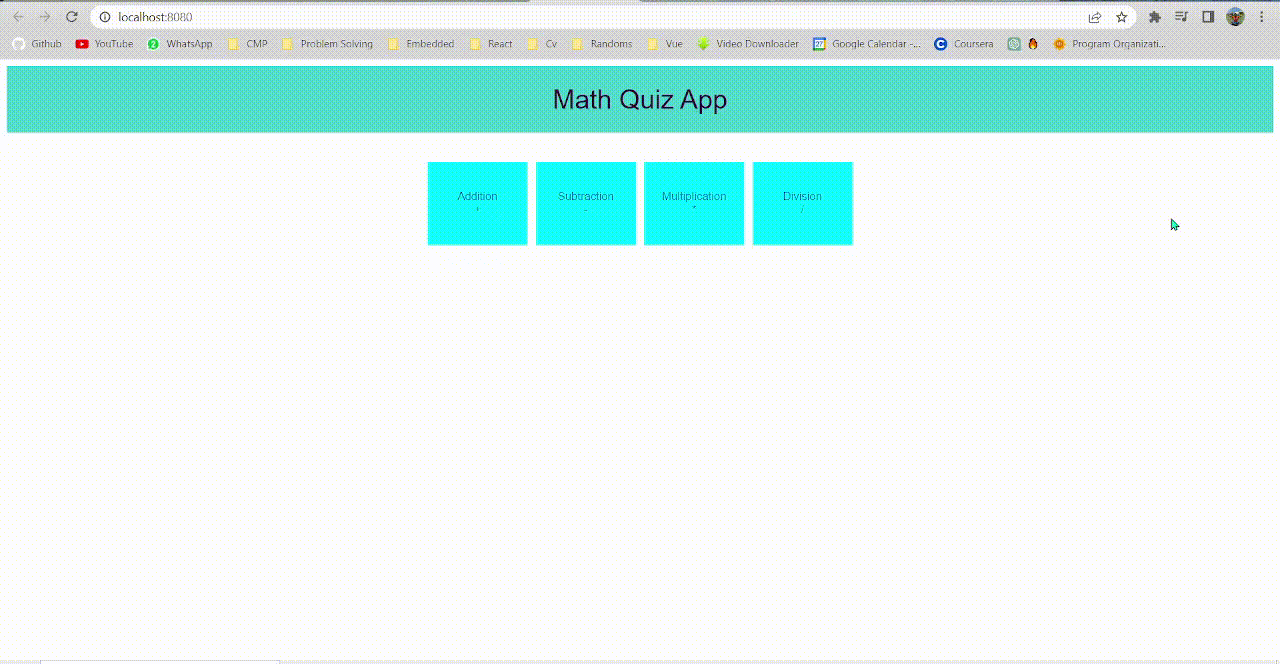 localhost:8080
Github YouTube WhatsApp CMP Problem Solving Embedded React Cv Randoms Vue Video Downloader Google Calendar -... Coursera Program Organizati...
Math Quiz App
Addition Subtraction Multiplication Division
+ - * /